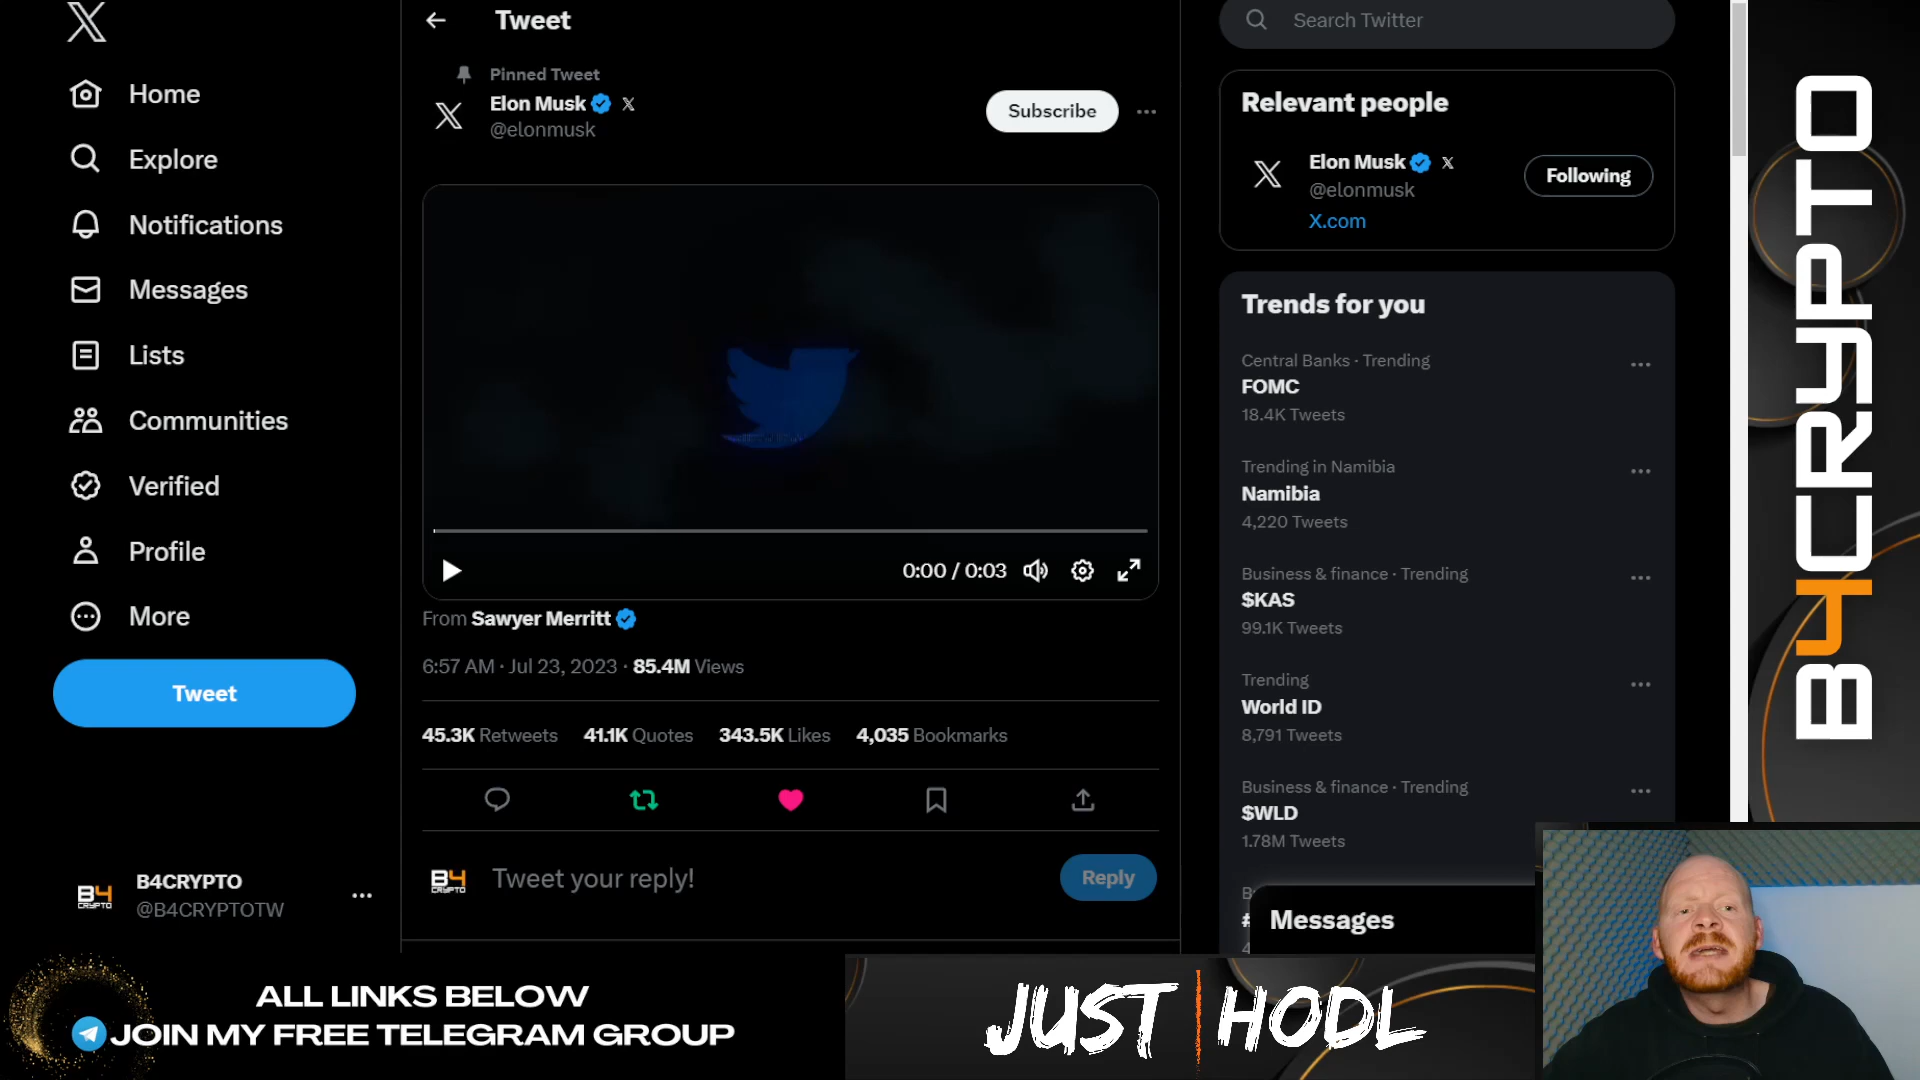 Home
Explore
Notifications
Messages
Lists
Communities
Verified
Profile
More
Tweet
B4CRYPTO
@B4CRYPTOTW
Tweet
Pinned Tweet
Elon Musk
@elonmusk
Subscribe
0:00 / 0:03
From Sawyer Merritt
6:57 AM · Jul 23, 2023 · 85.4M Views
45.3K Retweets 41.1K Quotes 343.5K Likes 4,035 Bookmarks
B4
CRYPTO
Tweet your reply!
Reply
Search Twitter
Relevant people
Elon Musk
@elonmusk
X.com
Following
Trends for you
Central Banks · Trending
FOMC
18.4K Tweets
Trending in Namibia
Namibia
4,220 Tweets
Business & finance · Trending
$KAS
99.1K Tweets
Trending
World ID
8,791 Tweets
Business & finance · Trending
$WLD
1.78M Tweets
Messages
B4CRYPTO
ALL LINKS BELOW
JOIN MY FREE TELEGRAM GROUP
JUST | HODL